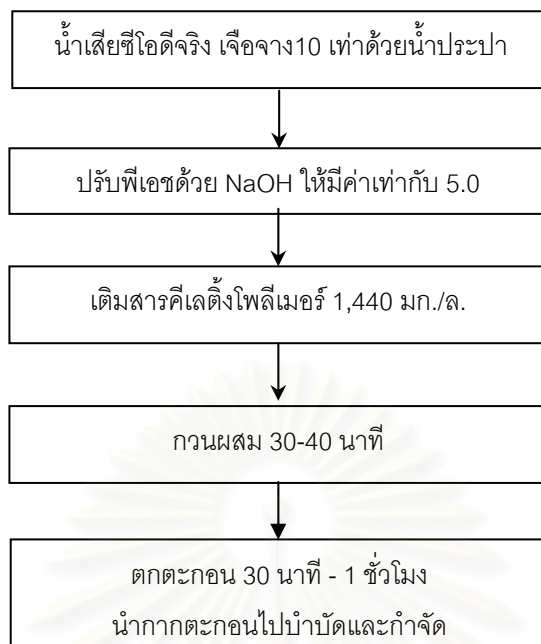 น้ำเสียซีโอดีจริง เจือจาง10 เท่าด้วยน้ำประปา
ปรับพีเอชด้วย NaOH ให้มีค่าเท่ากับ 5.0
เติมสารคีเลติ้งโพลีเมอร์ 1,440 มก./ล.
กวนผสม 30-40 นาที
ตกตะกอน 30 นาที - 1 ชั่วโมง
นำกากตะกอนไปบำบัดและกำจัด